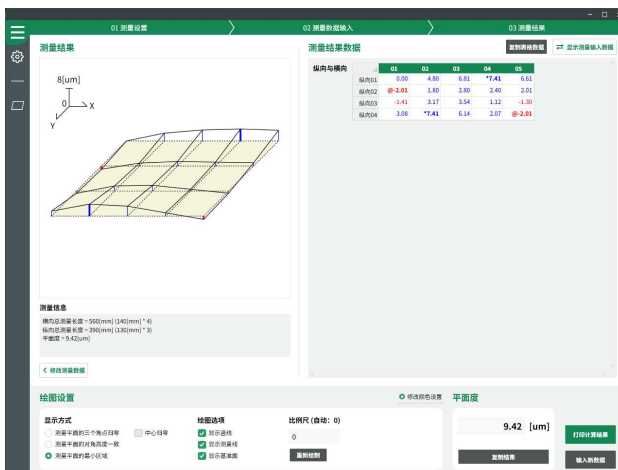 01 测量设置
02 测量数据输入
03 测量结果
测量结果
测量结果数据
复制表格数据
显示测量输入数据
8[um]
0
X
Y
纵向与横向
01 02 03 04 05
纵向01 0.00 4.80 6.81 *7.41 6.61
纵向02 @-2.01 1.80 2.80 2.40 2.01
纵向03 -1.41 3.17 3.54 1.12 -1.30
纵向04 3.08 *7.41 6.14 2.07 @-2.01
测量信息
横向总测量长度 = 560[mm] (140[mm] * 4)
纵向总测量长度 = 390[mm] (130[mm] * 3)
平面度 = 9.42[um]
修改测量数据
绘图设置
修改颜色设置
平面度
显示方式
绘图选项
比例尺 (自动: 0)
测量平面的三个角点归零
中心归零
显示竖线
0
测量平面的对角高度一致
显示测量线
测量平面的最小区域
显示基准面
重新绘制
9.42 [um]
复制结果
打印计算结果
输入新数据